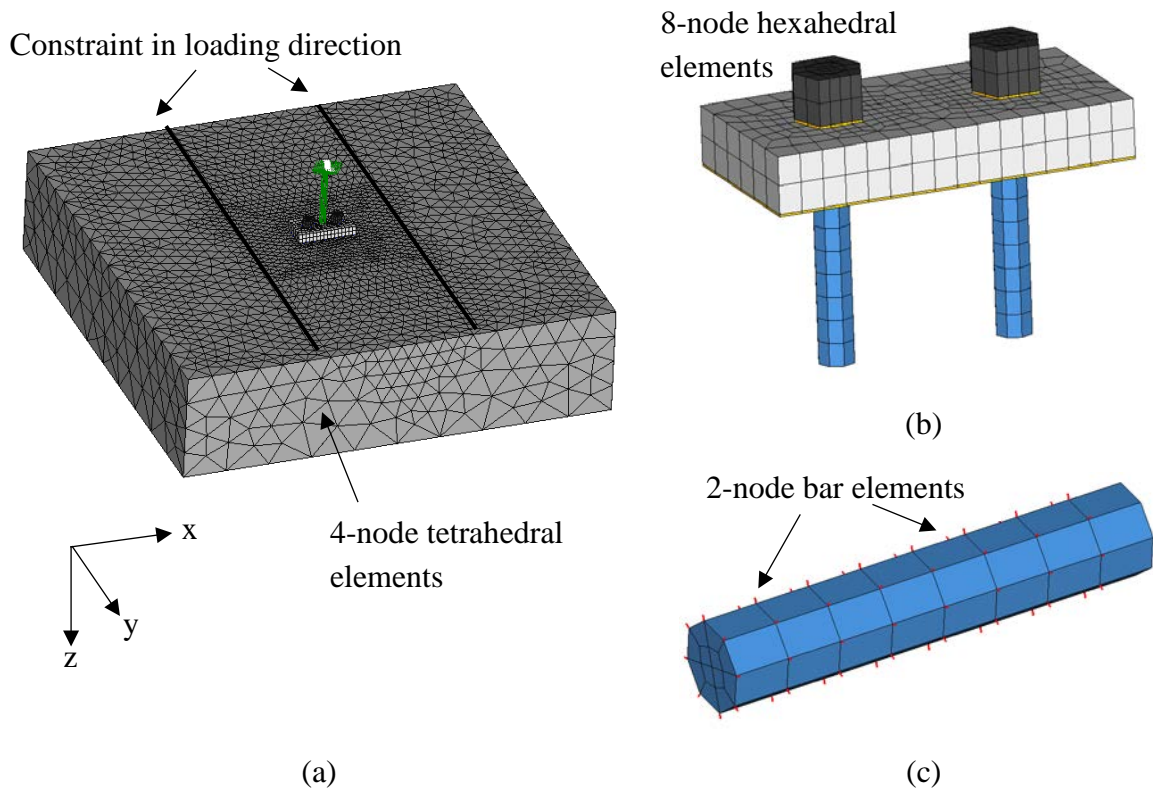 Constraint in loading direction
x
y
z
4-node tetrahedral
elements
(a)
8-node hexahedral
elements
(b)
2-node bar elements
(c)